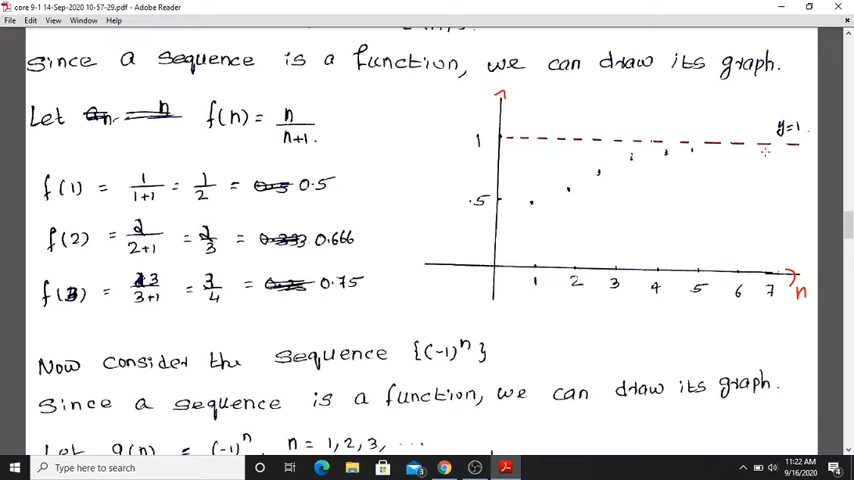 core 9-1 14-Sep-2020 10-57-29.pdf - Adobe Reader
File Edit View Window Help
Since a sequence is a function, we can draw its graph.
Let f(n) = n/n+1.
f(1) = 1/1+1 = 1/2 = 0.5
f(2) = 2/2+1 = 2/3 = 0.666
f(3) = 3/3+1 = 3/4 = 0.75
y=1
1
.5
1 2 3 4 5 6 7 n
Now consider the sequence {(-1)^n}
Since a sequence is a function, we can draw its graph.
Let g(n) = (-1)^n, n = 1, 2, 3, ...
Type here to search
3
11:22 AM
9/16/2020
4